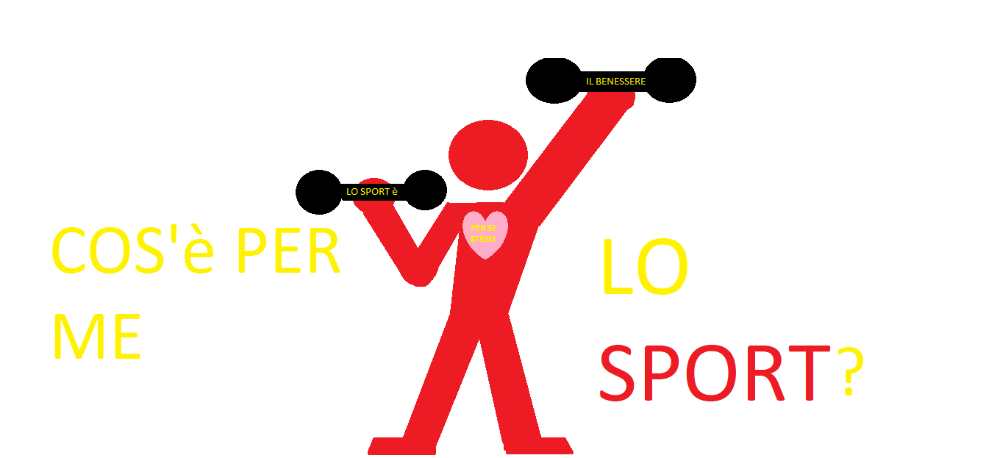 COS'è PER
ME
LO
SPORT?
LO SPORT è
IL BENESSERE
PER SE
STESSI